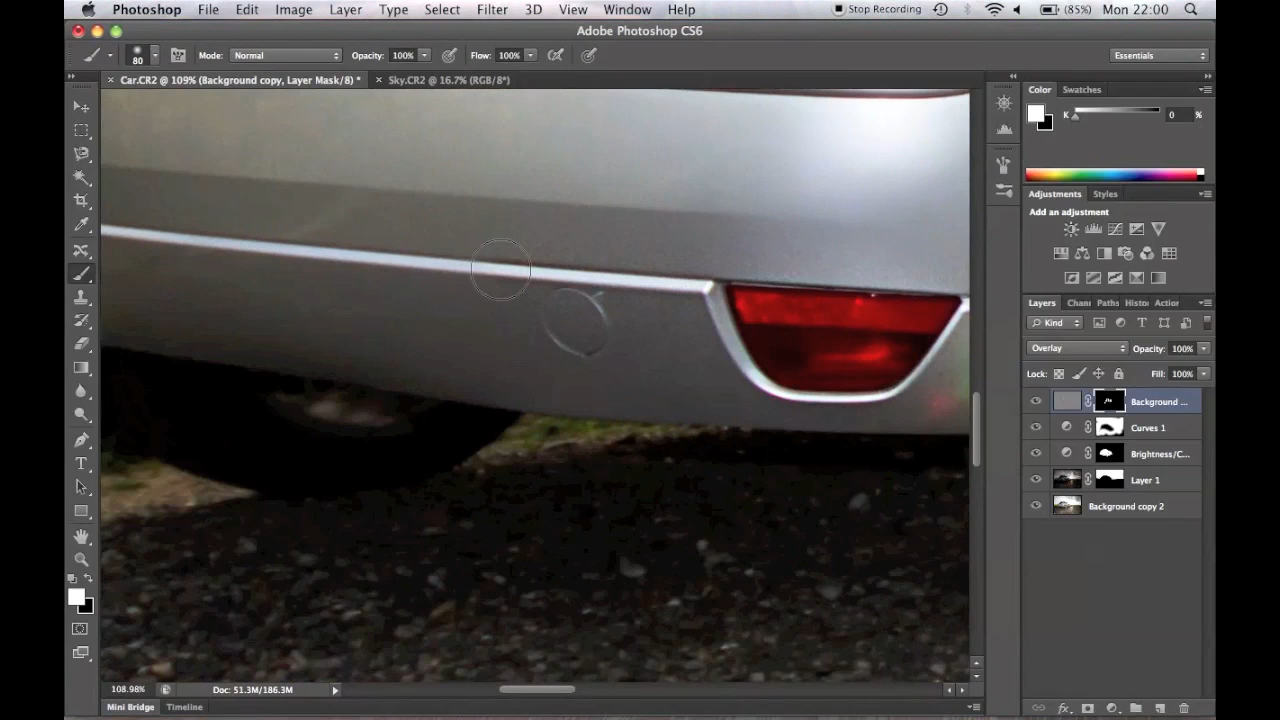 Photoshop File Edit Image Layer Type Select Filter 3D View Window Help Stop Recording (85%) Mon 22:00
Adobe Photoshop CS6
80 Mode: Normal Opacity: 100% Flow: 100% Essentials
Car.CR2 @ 109% (Background copy, Layer Mask/8) * Sky.CR2 @ 16.7% (RGB/8*)
Color Swatches
K 0 %
Adjustments Styles
Add an adjustment
Layers Chann Paths Histo Action
Kind
Overlay Opacity: 100%
Lock: Fill: 100%
Background ...
Curves 1
Brightness/C...
Layer 1
Background copy 2
108.98% Doc: 51.3M/186.3M
Mini Bridge Timeline